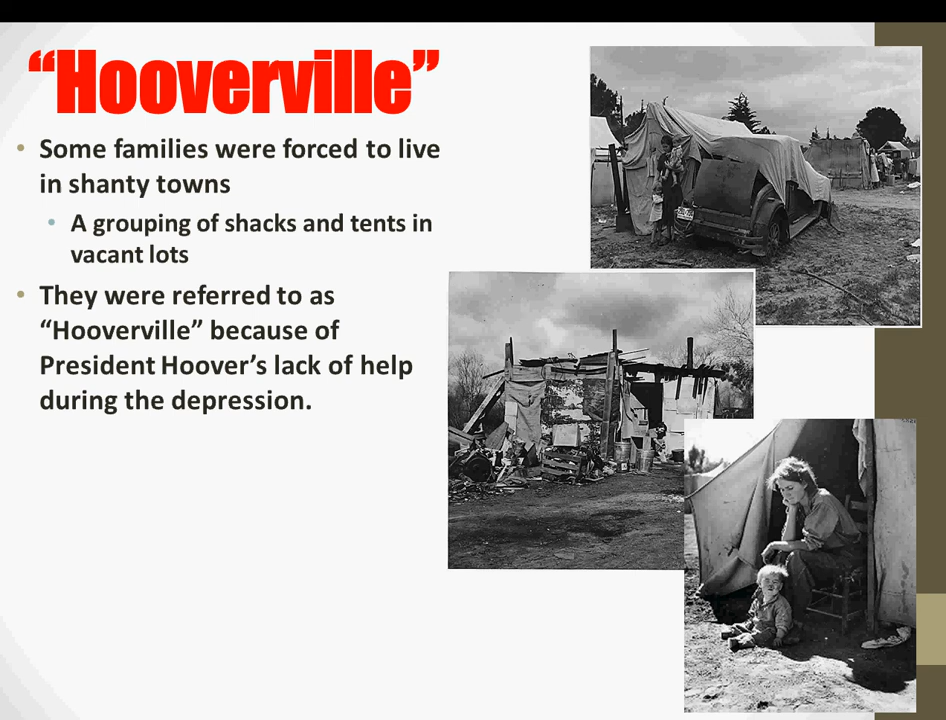 “Hooverville”
• Some families were forced to live
in shanty towns
• A grouping of shacks and tents in
vacant lots
• They were referred to as
“Hooverville” because of
President Hoover’s lack of help
during the depression.